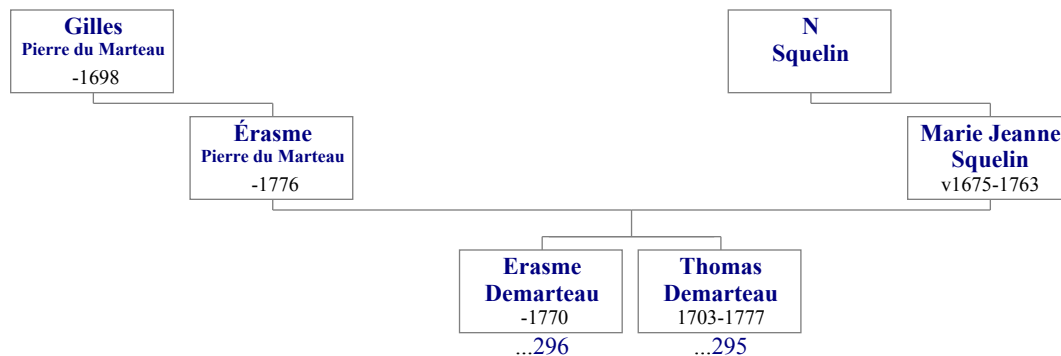 Gilles
Pierre du Marteau
-1698
N
Squelin
Érasme
Pierre du Marteau
-1776
Marie Jeanne
Squelin
v1675-1763
Erasme
Demarteau
-1770
...296
Thomas
Demarteau
1703-1777
...295